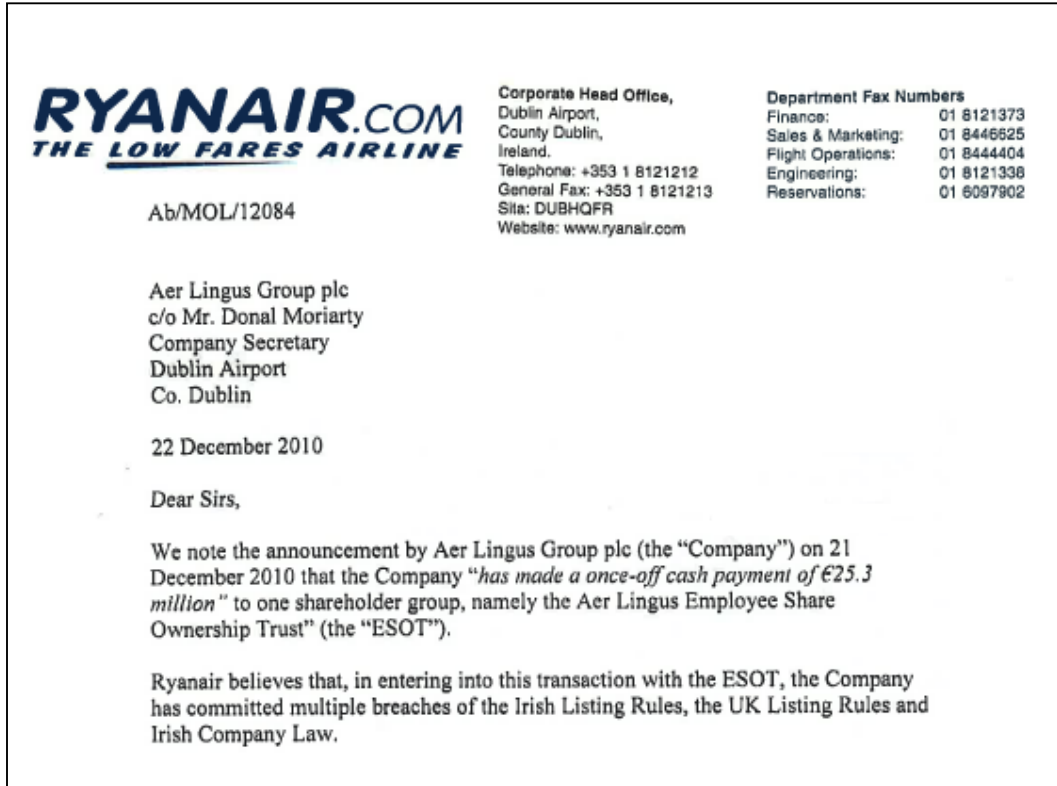 RYANAIR.COM
THE LOW FARES AIRLINE
Corporate Head Office,
Dublin Airport,
County Dublin,
Ireland.
Telephone: +353 1 8121212
General Fax: +353 1 8121213
Sita: DUBHQFR
Website: www.ryanair.com
Department Fax Numbers
Finance: 01 8121373
Sales & Marketing: 01 8446625
Flight Operations: 01 8444404
Engineering: 01 8121338
Reservations: 01 6097902
Ab/MOL/12084
Aer Lingus Group plc
c/o Mr. Donal Moriarty
Company Secretary
Dublin Airport
Co. Dublin
22 December 2010
Dear Sirs,
We note the announcement by Aer Lingus Group plc (the “Company”) on 21
December 2010 that the Company “has made a once-off cash payment of €25.3
million” to one shareholder group, namely the Aer Lingus Employee Share
Ownership Trust” (the “ESOT”).
Ryanair believes that, in entering into this transaction with the ESOT, the Company
has committed multiple breaches of the Irish Listing Rules, the UK Listing Rules and
Irish Company Law.